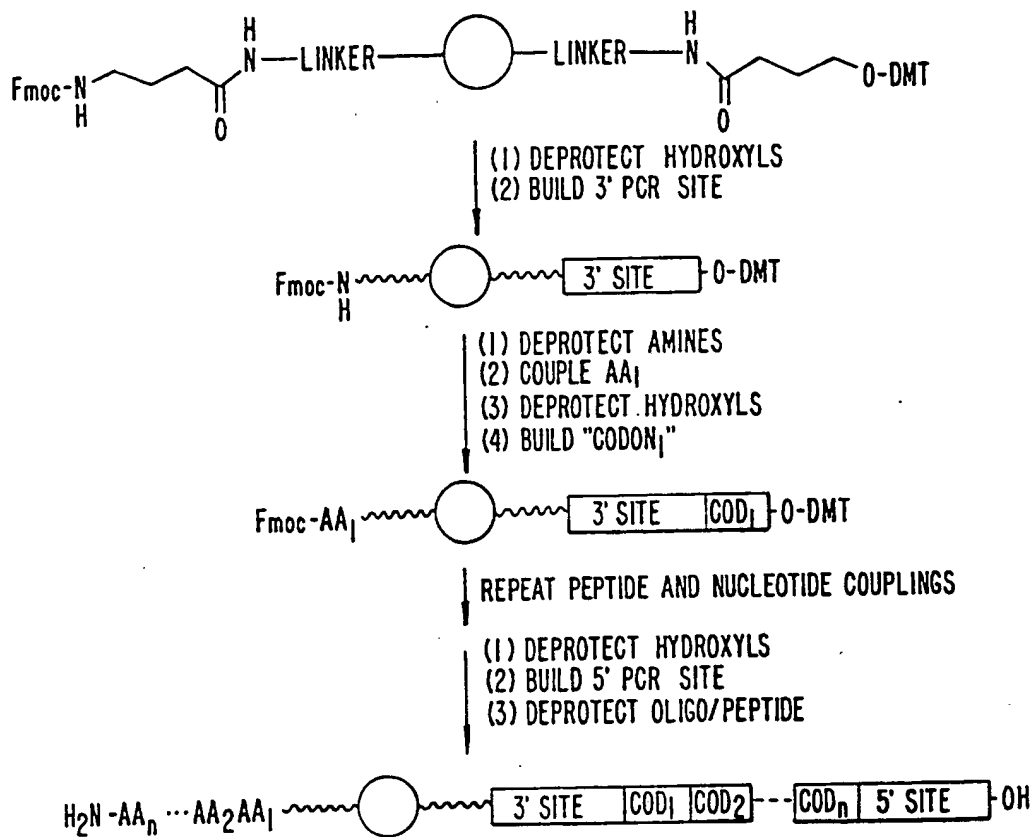 H H
N—LINKER— —LINKER—N
Fmoc-N O-DMT
H O O
(1) DEPROTECT HYDROXYLS
(2) BUILD 3' PCR SITE
Fmoc-N 3' SITE O-DMT
H
(1) DEPROTECT AMINES
(2) COUPLE AA1
(3) DEPROTECT HYDROXYLS
(4) BUILD "CODON1"
Fmoc-AA1 3' SITE COD1 O-DMT
REPEAT PEPTIDE AND NUCLEOTIDE COUPLINGS
(1) DEPROTECT HYDROXYLS
(2) BUILD 5' PCR SITE
(3) DEPROTECT OLIGO/PEPTIDE
H2N-AAn ··· AA2AA1 3' SITE COD1 COD2 --- CODn 5' SITE OH